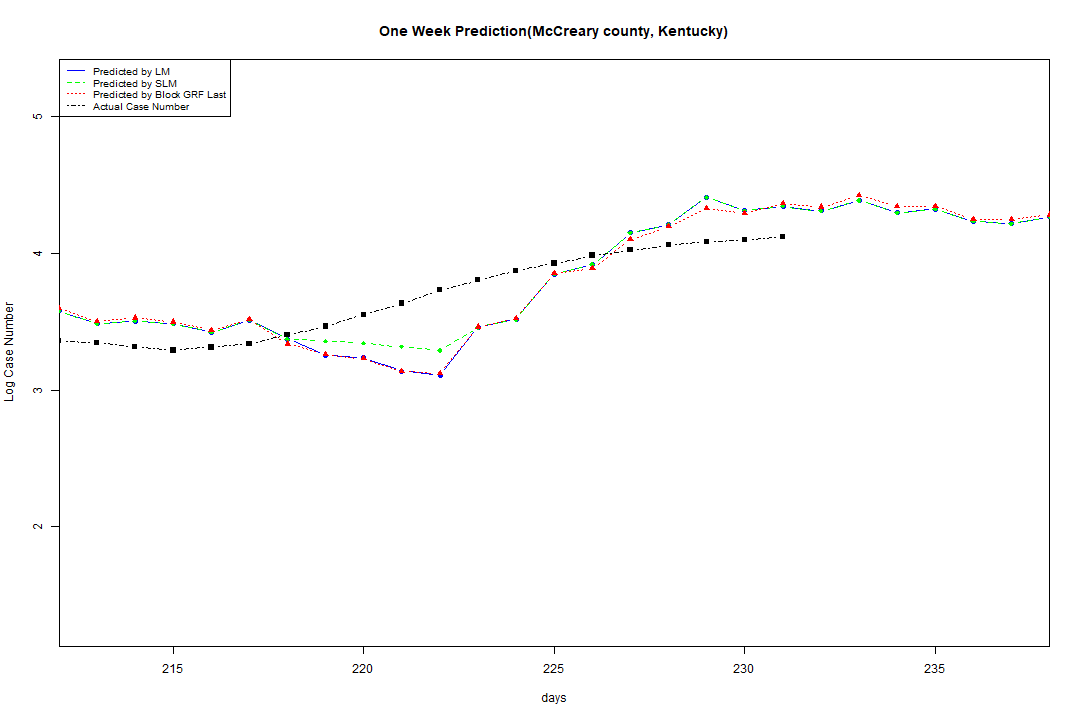 One Week Prediction(McCreary county, Kentucky)
Predicted by LM
Predicted by SLM
Predicted by Block GRF Last
Actual Case Number
5
4
3
2
Log Case Number
215 220 225 230 235
days